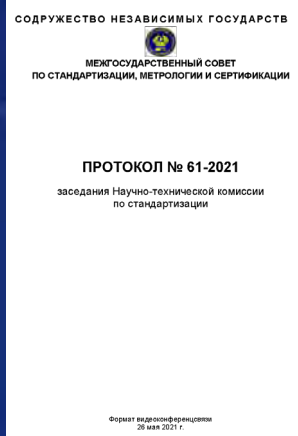 СОДРУЖЕСТВО НЕЗАВИСИМЫХ ГОСУДАРСТВ
МЕЖГОСУДАРСТВЕННЫЙ СОВЕТ
ПО СТАНДАРТИЗАЦИИ, МЕТРОЛОГИИ И СЕРТИФИКАЦИИ
ПРОТОКОЛ № 61-2021
заседания Научно-технической комиссии
по стандартизации
Формат видеоконференцсвязи
26 мая 2021 г.